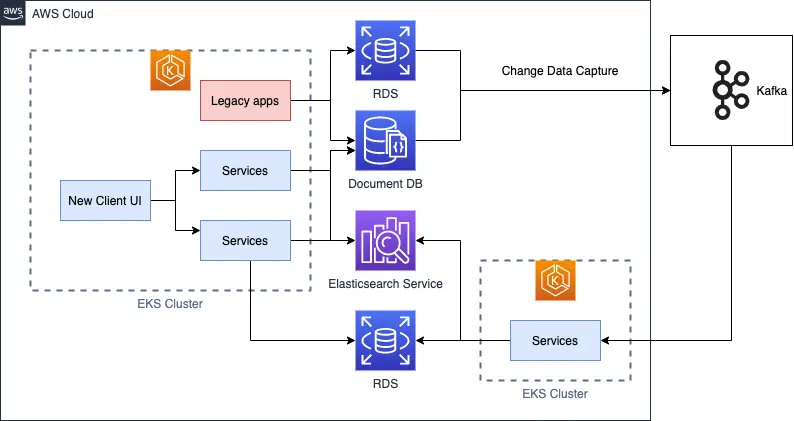 aws
AWS Cloud
Legacy apps
RDS
Change Data Capture
Kafka
Services
Document DB
New Client UI
Services
Elasticsearch Service
EKS Cluster
Services
RDS
EKS Cluster